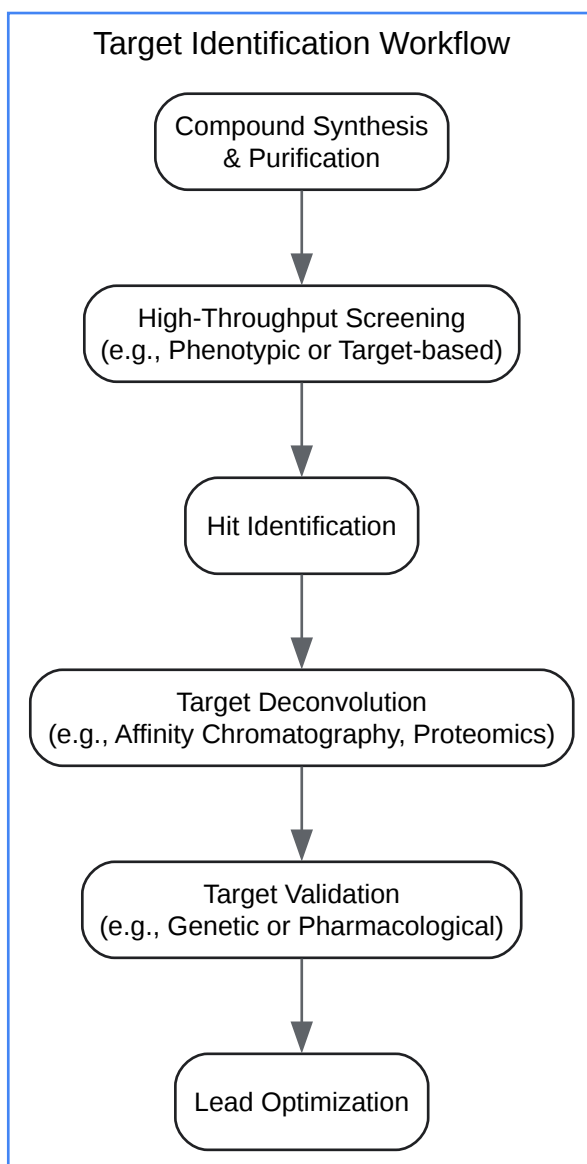 Target Identification Workflow
Compound Synthesis
& Purification
High-Throughput Screening
(e.g., Phenotypic or Target-based)
Hit Identification
Target Deconvolution
(e.g., Affinity Chromatography, Proteomics)
Target Validation
(e.g., Genetic or Pharmacological)
Lead Optimization